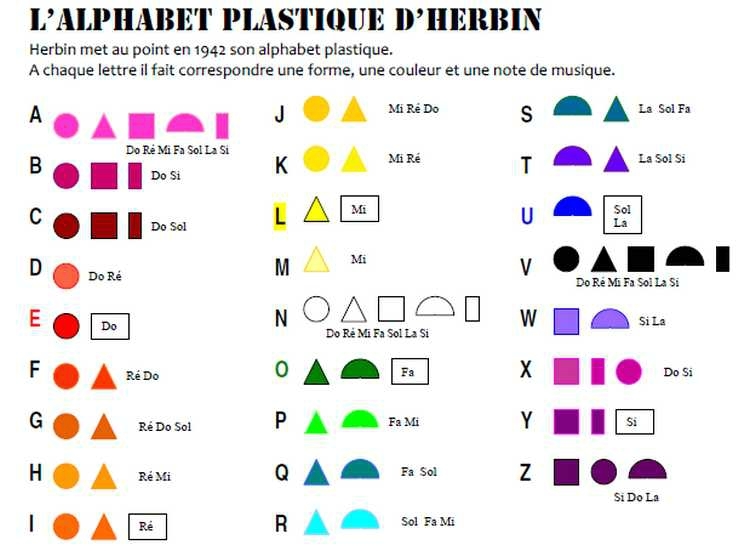 L'ALPHABET PLASTIQUE D'HERBIN
Herbin met au point en 1942 son alphabet plastique.
A chaque lettre il fait correspondre une forme, une couleur et une note de musique.
A
Do Ré Mi Fa Sol La Si
B Do Si
C Do Sol
D Do Ré
E Do
F Ré Do
G Ré Do Sol
H Ré Mi
I Ré
J Mi Ré Do
K Mi Ré
L Mi
M Mi
N
Do Ré Mi Fa Sol La Si
O Fa
P Fa Mi
Q Fa Sol
R Sol Fa Mi
S La Sol Fa
T La Sol Si
U Sol
La
V
Do Ré Mi Fa Sol La Si
W Si La
X Do Si
Y Si
Z
Si Do La